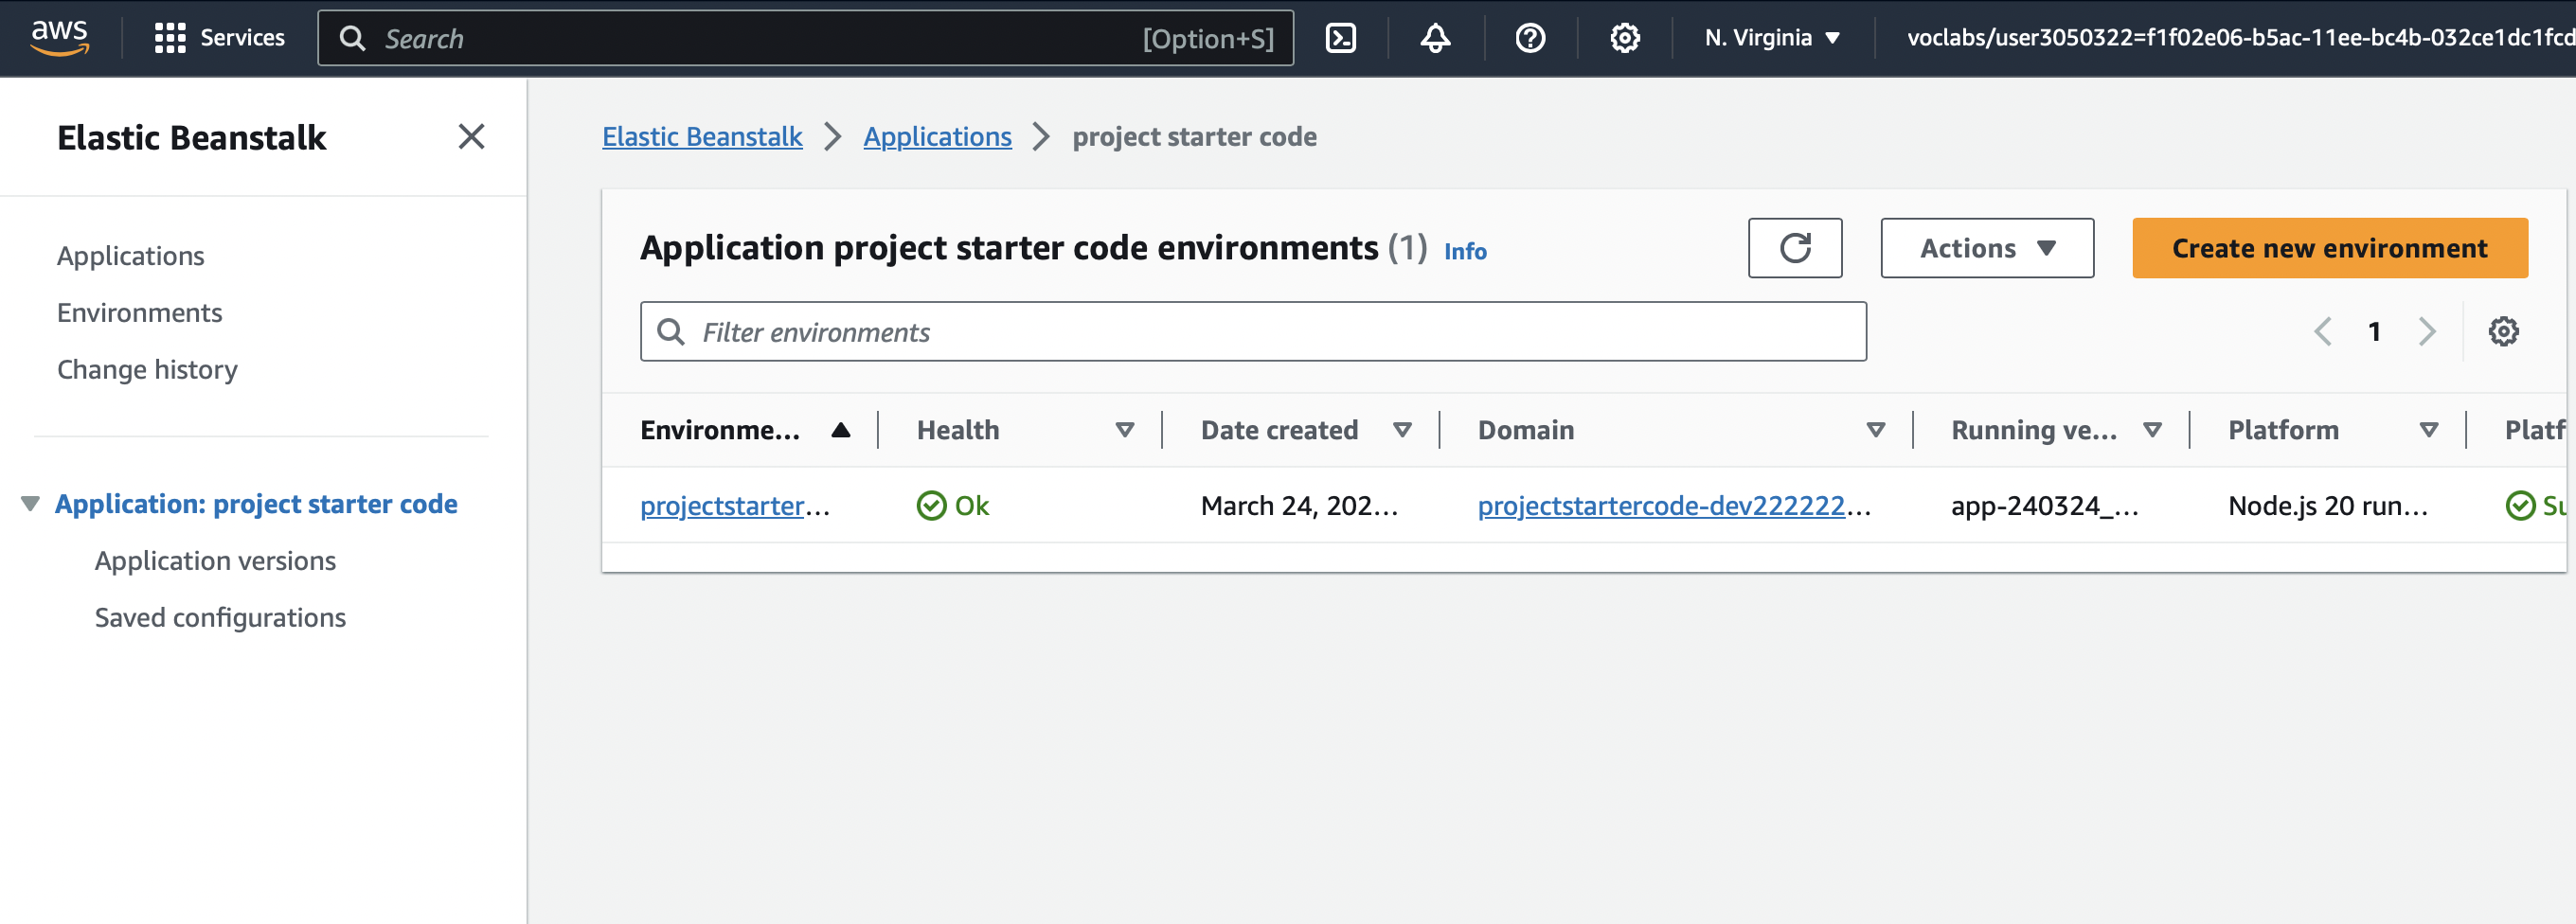 aws
Services
Search
[Option+S]
N. Virginia
voclabs/user3050322=f1f02e06-b5ac-11ee-bc4b-032ce1dc1fcd
Elastic Beanstalk
Applications
Environments
Change history
Application: project starter code
Application versions
Saved configurations
Elastic Beanstalk
Applications
project starter code
Application project starter code environments (1) Info
Actions
Create new environment
Filter environments
1
Environme...
Health
Date created
Domain
Running ve...
Platform
Platf
projectstarter...
Ok
March 24, 202...
projectstartercode-dev222222...
app-240324_...
Node.js 20 run...
Su